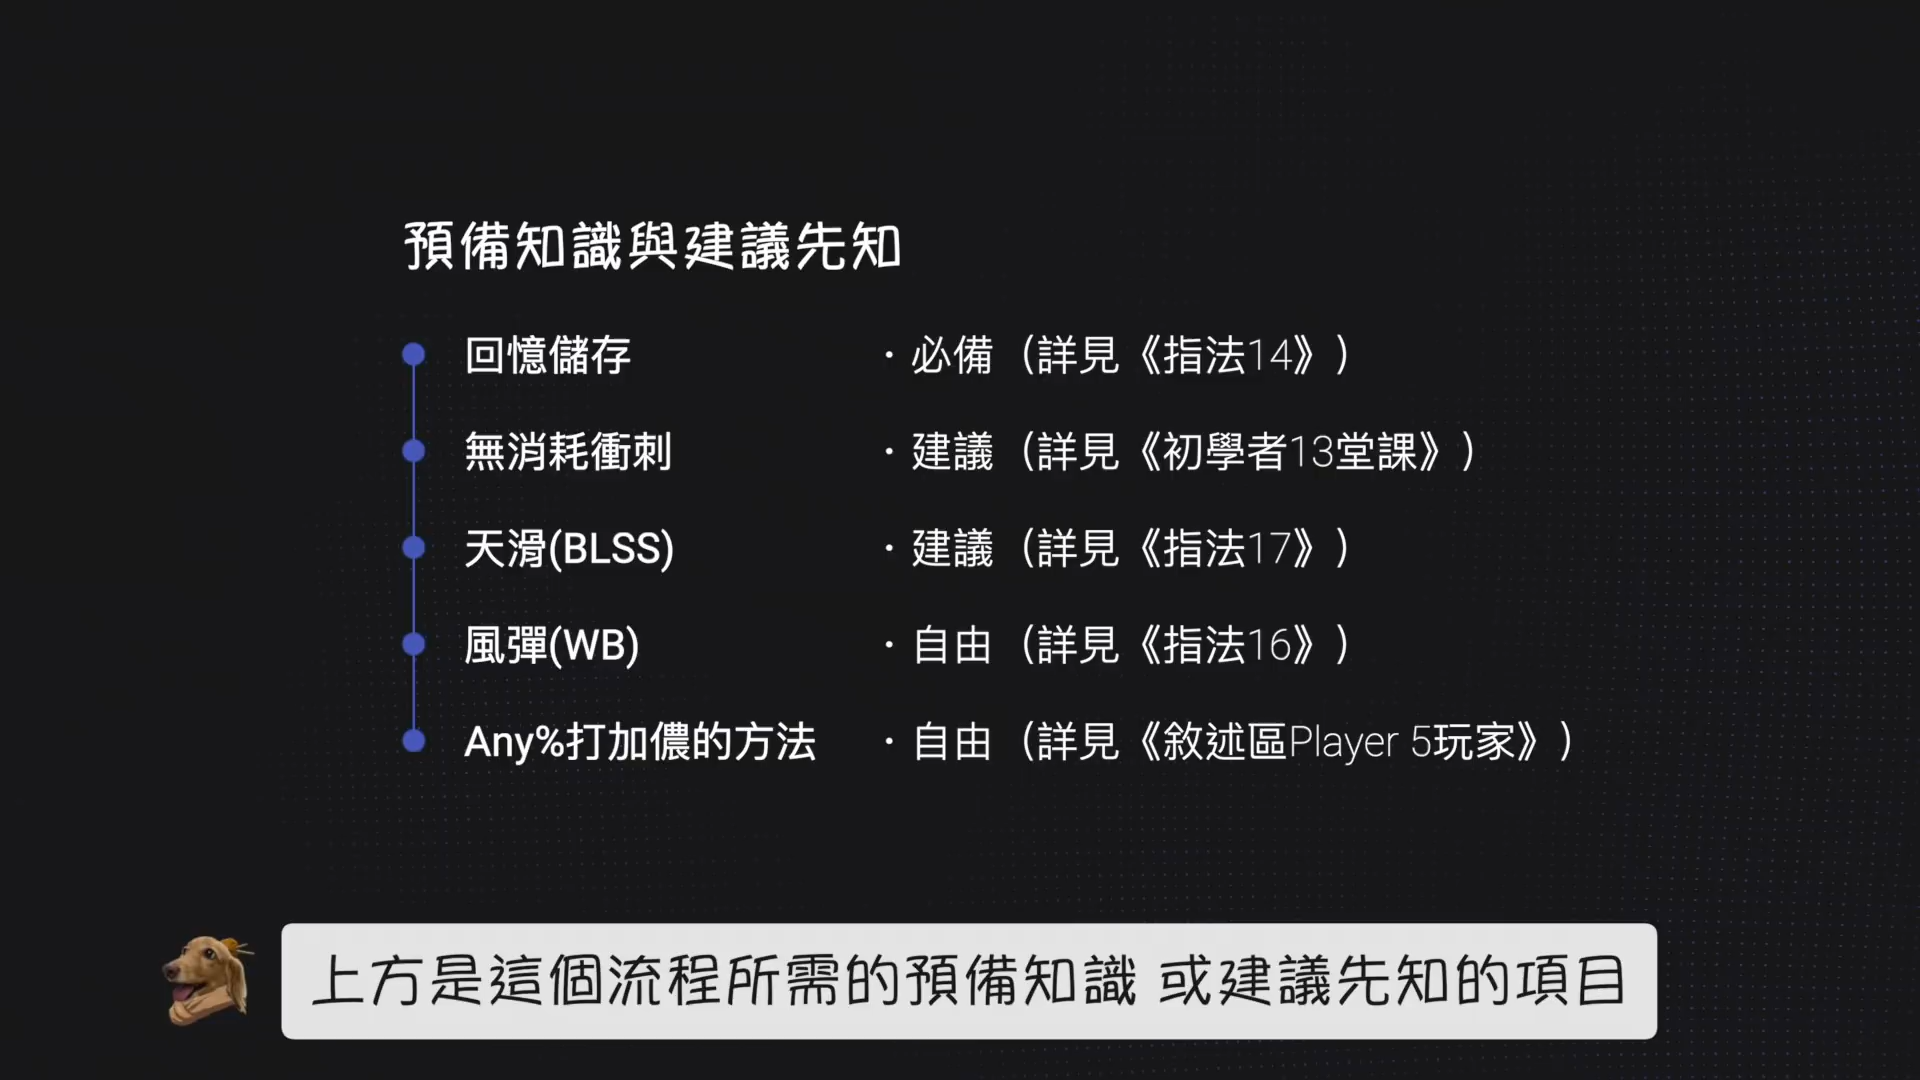 預備知識與建議先知
回憶儲存 ・必備（詳見《指法14》）
無消耗衝刺 ・建議（詳見《初學者13堂課》）
天滑(BLSS) ・建議（詳見《指法17》）
風彈(WB) ・自由（詳見《指法16》）
Any%打加儂的方法 ・自由（詳見《敘述區Player 5玩家》）
上方是這個流程所需的預備知識 或建議先知的項目